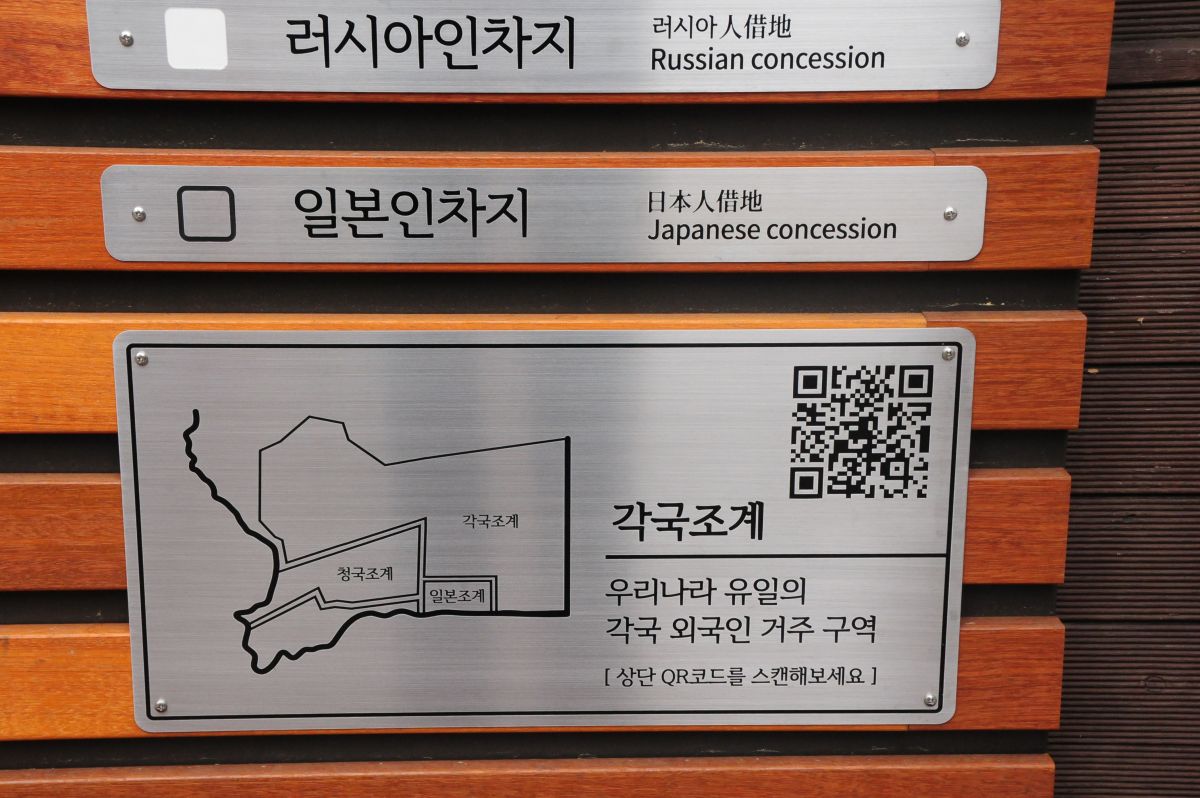 러시아인차지
러시아人借地
Russian concession
일본인차지
日本人借地
Japanese concession
각국조계
청국조계
일본조계
각국조계
우리나라 유일의
각국 외국인 거주 구역
[ 상단 QR코드를 스캔해보세요 ]